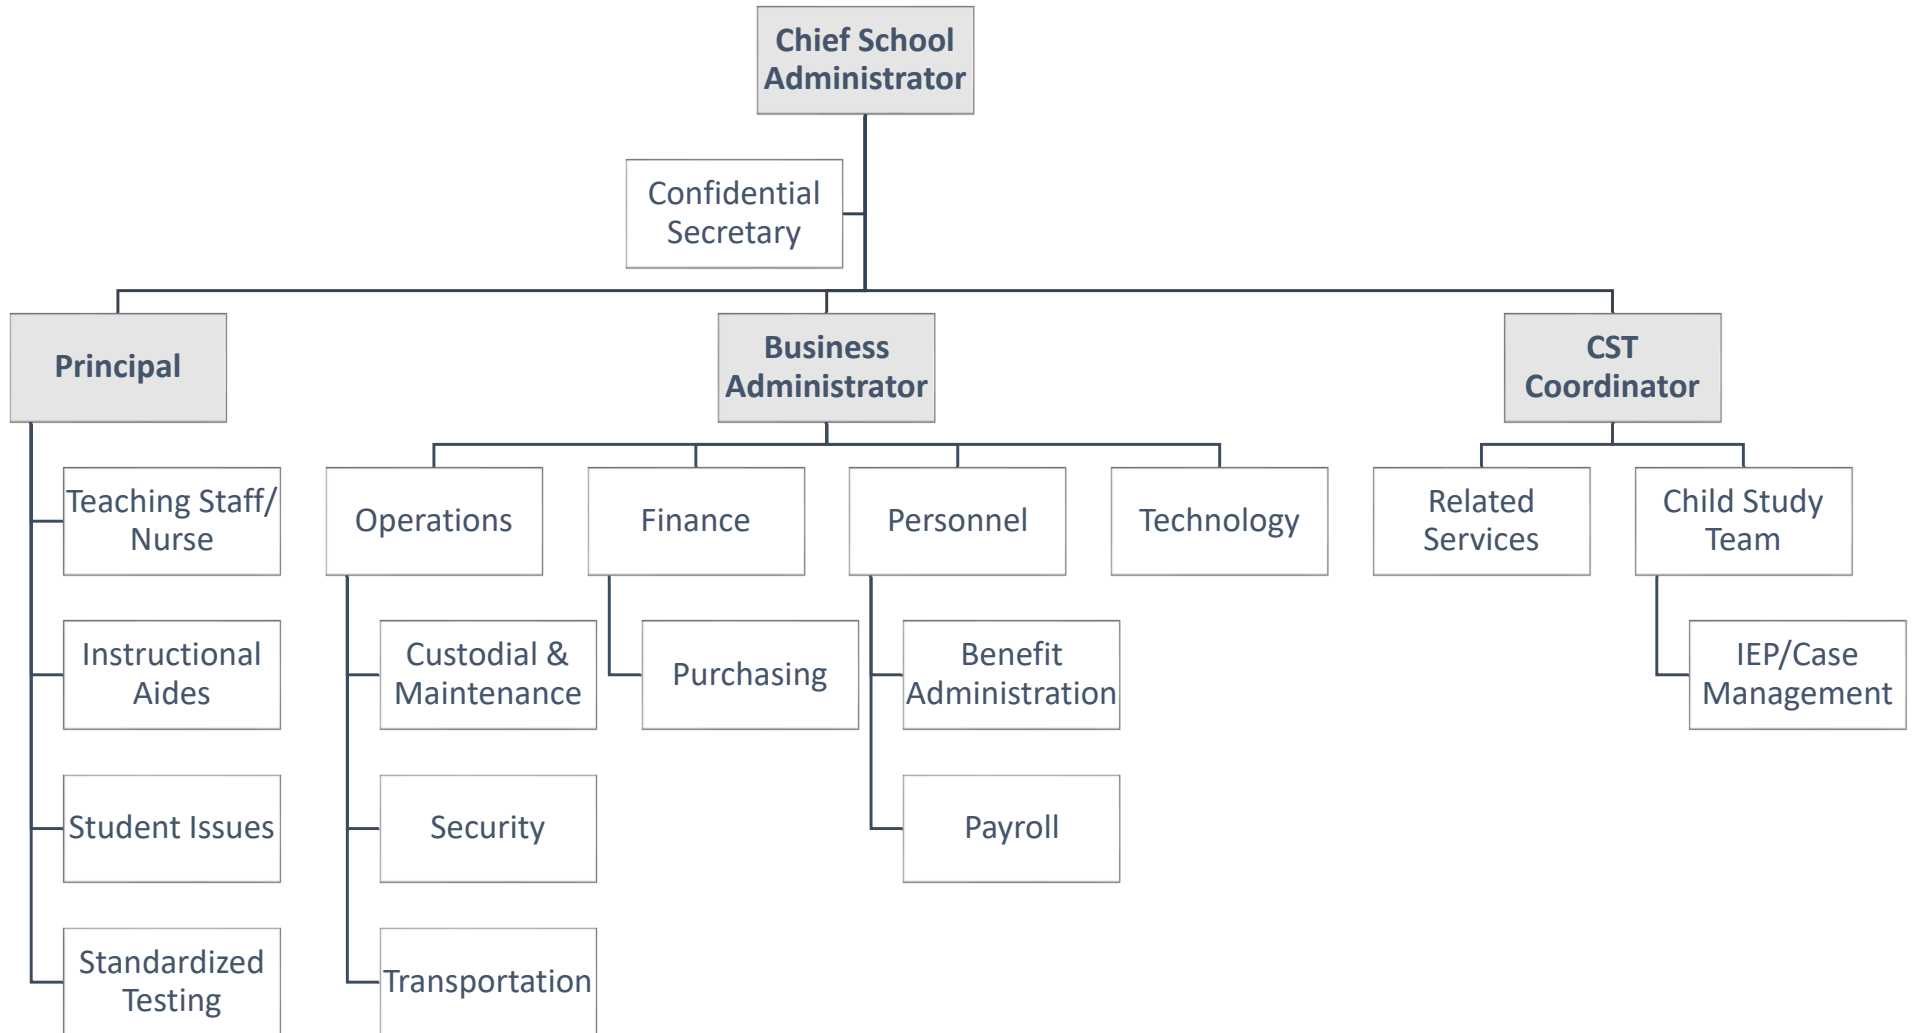 Chief School
Administrator
Confidential
Secretary
Principal
Business
Administrator
CST
Coordinator
Teaching Staff/
Nurse
Operations
Finance
Personnel
Technology
Related
Services
Child Study
Team
Instructional
Aides
Custodial &
Maintenance
Purchasing
Benefit
Administration
IEP/Case
Management
Student Issues
Security
Payroll
Standardized
Testing
Transportation